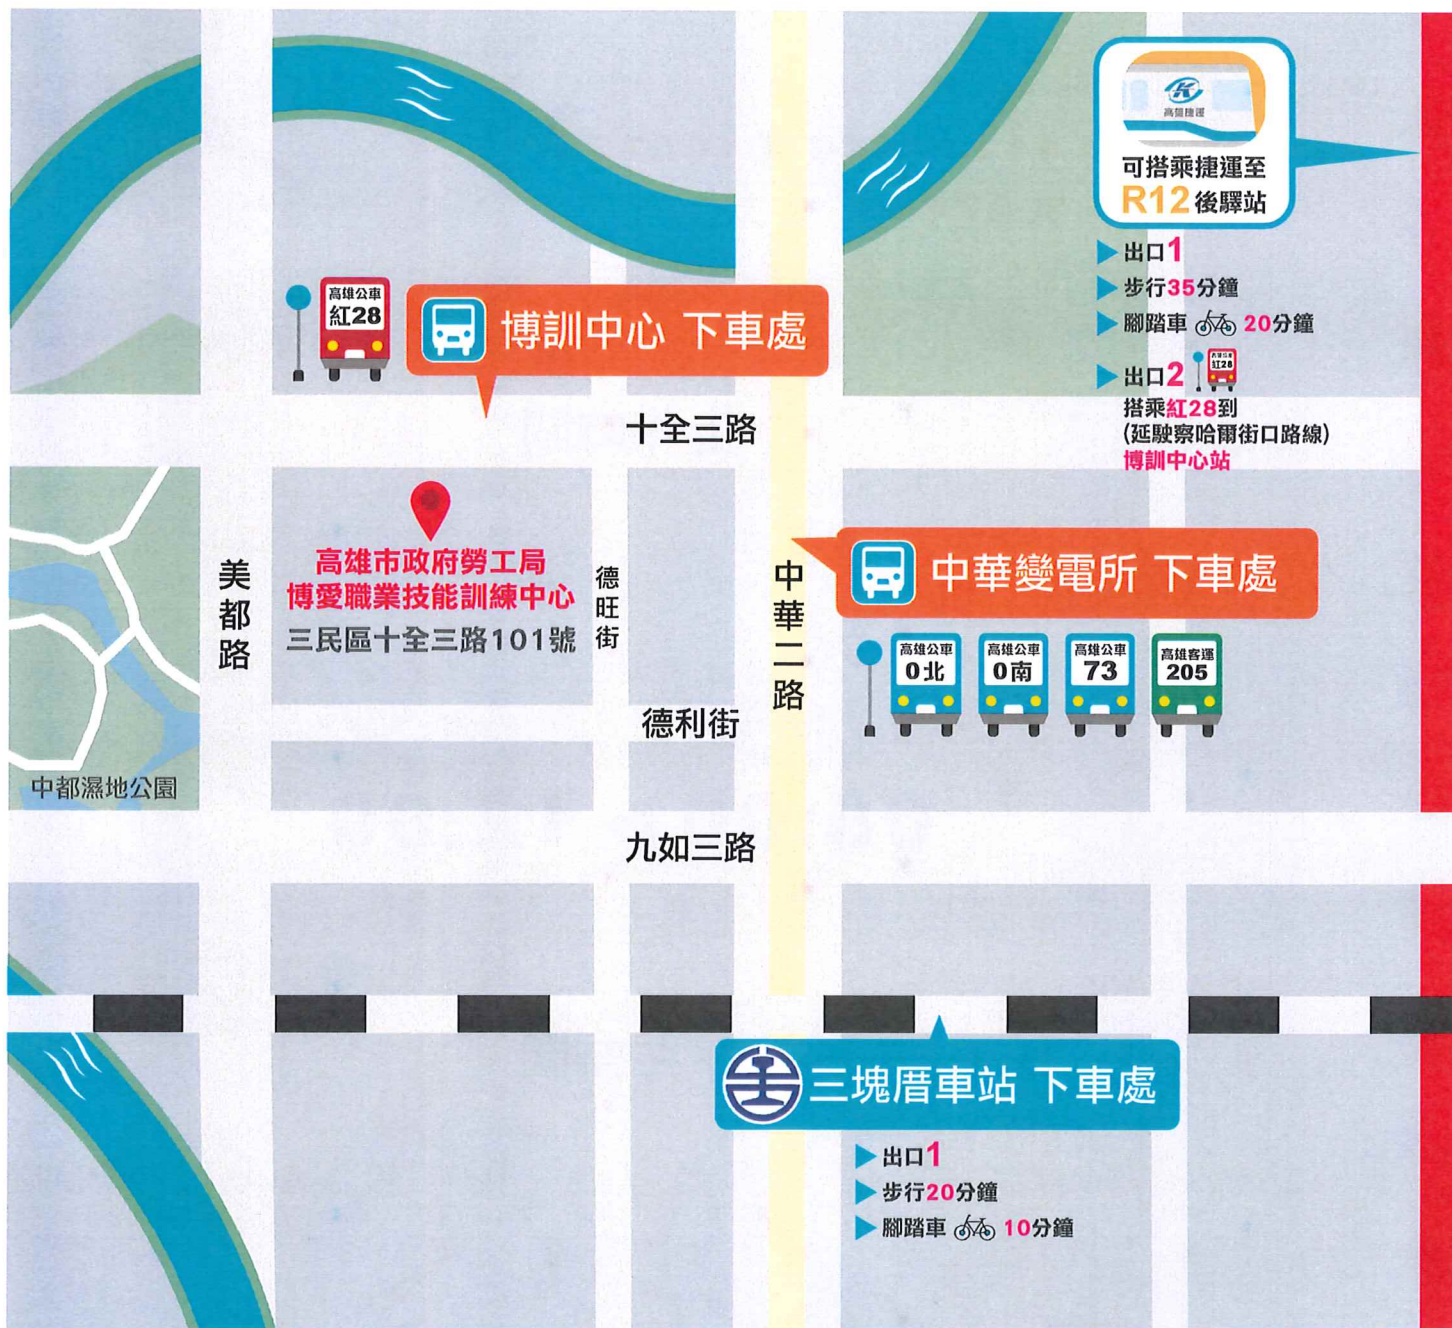 高雄捷運
可搭乘捷運至
R12後驛站
出口1
步行35分鐘
腳踏車 20分鐘
出口2
高雄公車
紅28
搭乘紅28到
(延駛察哈爾街口路線)
博訓中心站
高雄公車
紅28
博訓中心 下車處
十全三路
高雄市政府勞工局
博愛職業技能訓練中心
三民區十全三路101號
美都路
德旺街
中華二路
中華變電所 下車處
高雄公車
0北
高雄公車
0南
高雄公車
73
高雄客運
205
德利街
中都濕地公園
九如三路
三塊厝車站 下車處
出口1
步行20分鐘
腳踏車 10分鐘